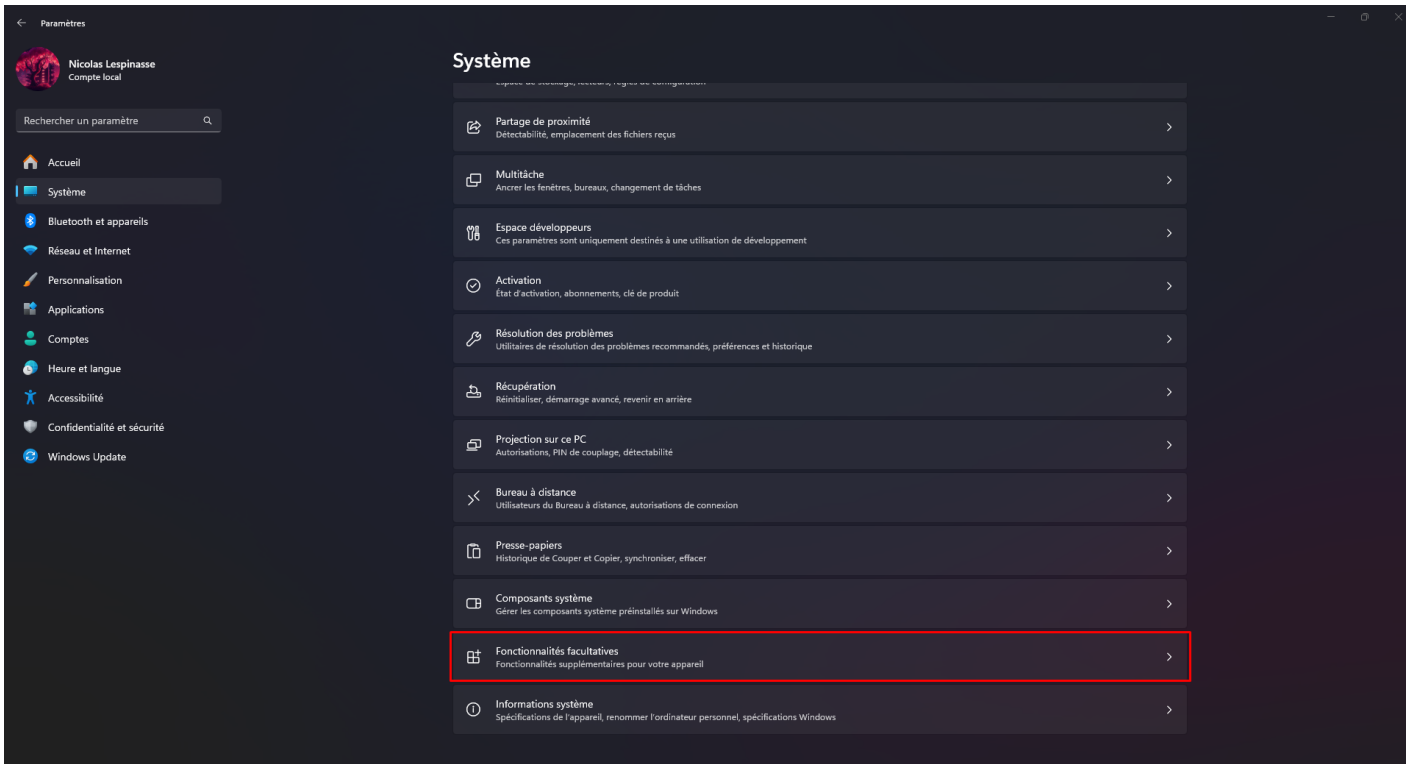 Paramètres
Nicolas Lespinasse
Compte local
Rechercher un paramètre
Accueil
Système
Bluetooth et appareils
Réseau et Internet
Personnalisation
Applications
Comptes
Heure et langue
Accessibilité
Confidentialité et sécurité
Windows Update
Système
Espace de stockage, lecteurs, règles de configuration
Partage de proximité
Détectabilité, emplacement des fichiers reçus
Multitâche
Ancrer les fenêtres, bureaux, changement de tâches
Espace développeurs
Ces paramètres sont uniquement destinés à une utilisation de développement
Activation
État d'activation, abonnements, clé de produit
Résolution des problèmes
Utilitaires de résolution des problèmes recommandés, préférences et historique
Récupération
Réinitialiser, démarrage avancé, revenir en arrière
Projection sur ce PC
Autorisations, PIN de couplage, détectabilité
Bureau à distance
Utilisateurs du Bureau à distance, autorisations de connexion
Presse-papiers
Historique de Couper et Copier, synchroniser, effacer
Composants système
Gérer les composants système préinstallés sur Windows
Fonctionnalités facultatives
Fonctionnalités supplémentaires pour votre appareil
Informations système
Spécifications de l'appareil, renommer l'ordinateur personnel, spécifications Windows